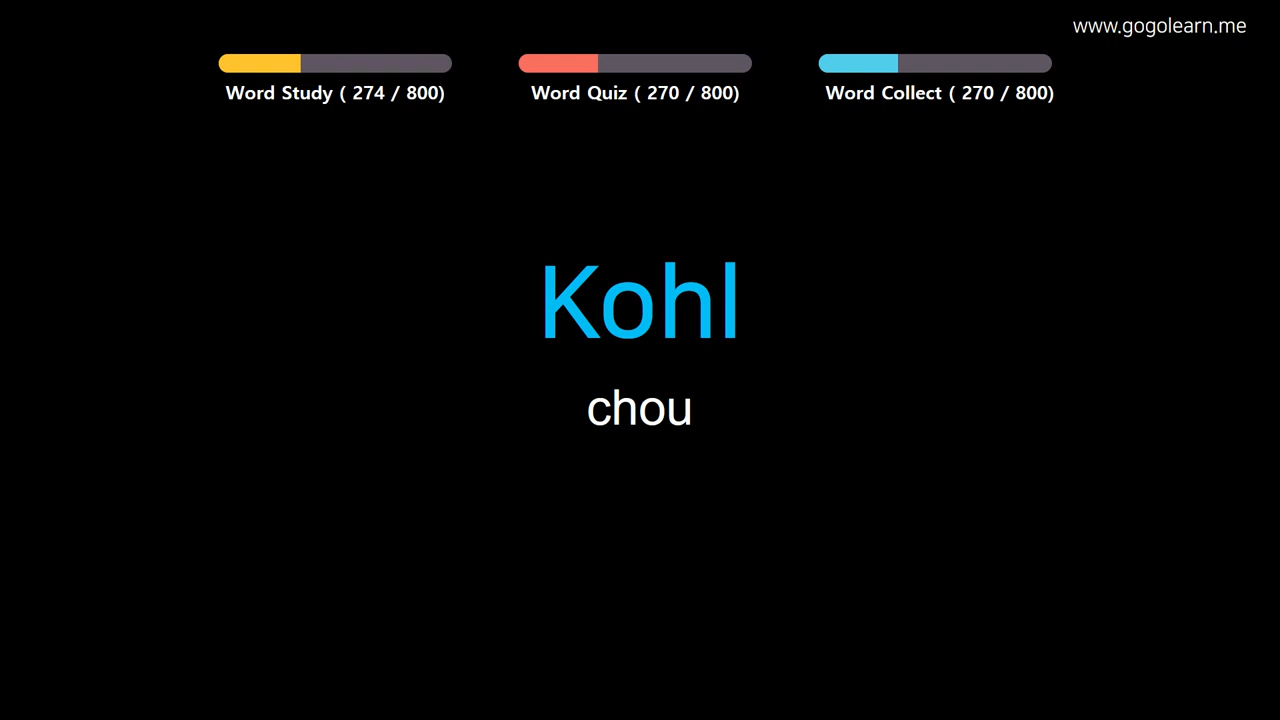 www.gogolearn.me
Word Study ( 274 / 800)
Word Quiz ( 270 / 800)
Word Collect ( 270 / 800)
Kohl
chou